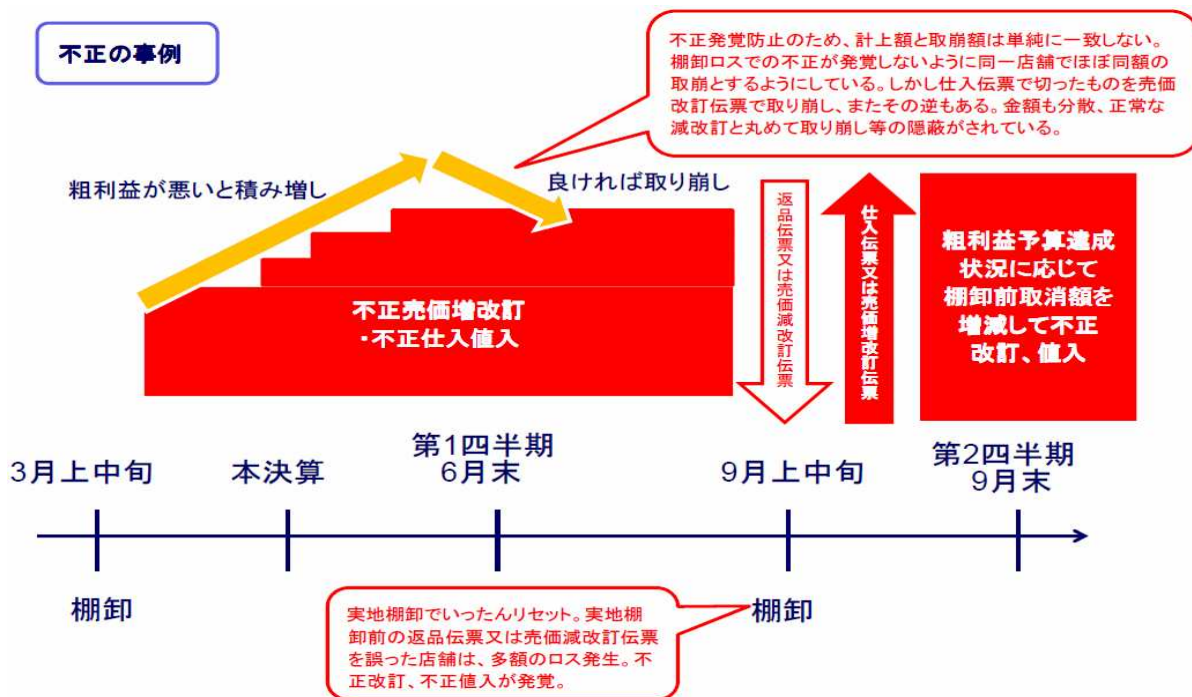 不正の事例
不正発覚防止のため、計上額と取崩額は単純に一致しない。
棚卸ロスでの不正が発覚しないように同一店舗でほぼ同額の
取崩とするようにしている。しかし仕入伝票で切ったものを売価
改訂伝票で取り崩し、またその逆もある。金額も分散、正常な
減改訂と丸めて取り崩し等の隠蔽がされている。
粗利益が悪いと積み増し
良ければ取り崩し
不正売価増改訂
・不正仕入値入
返品伝票又は売価減改訂伝票
仕入伝票又は売価増改訂伝票
粗利益予算達成
状況に応じて
棚卸前取消額を
増減して不正
改訂、値入
3月上中旬
本決算
第1四半期
6月末
9月上中旬
第2四半期
9月末
棚卸
実地棚卸でいったんリセット。実地棚
卸前の返品伝票又は売価減改訂伝票
を誤った店舗は、多額のロス発生。不
正改訂、不正値入が発覚。
棚卸